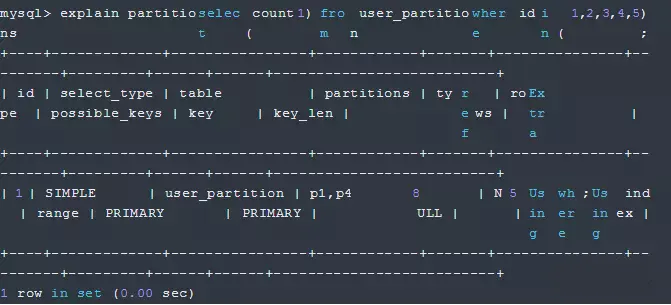 mysql> explain partitio selec count 1) fro user_partitio wher id i 1,2,3,4,5)
ns t ( m n e n ( ;
+----+-------------+----------------+------------+------+---------------+--
-------+---------+------+-------------------------+
| id | select_type | table | partitions | ty r | ro Ex
pe | possible_keys | key | key_len | e ws | tr |
f a
+----+-------------+----------------+------------+------+---------------+--
-------+---------+------+-------------------------+
| 1 | SIMPLE | user_partition | p1,p4 8 | N 5 Us wh ; Us ind
| range | PRIMARY | PRIMARY | ULL | | in er in ex |
g e g
+----+-------------+----------------+------------+------+---------------+--
-------+---------+------+-------------------------+
1 row in set (0.00 sec)